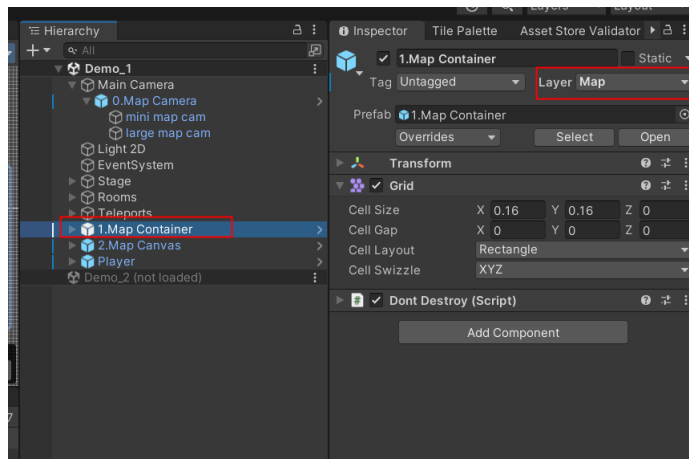 Layers
Layout
Hierarchy
All
Demo_1
Main Camera
0.Map Camera
mini map cam
large map cam
Light 2D
EventSystem
Stage
Rooms
Teleports
1.Map Container
2.Map Canvas
Player
Demo_2 (not loaded)
Inspector Tile Palette Asset Store Validator
1.Map Container Static
Tag Untagged Layer Map
Prefab 1.Map Container
Overrides Select Open
Transform
Grid
Cell Size X 0.16 Y 0.16 Z 0
Cell Gap X 0 Y 0 Z 0
Cell Layout Rectangle
Cell Swizzle XYZ
# Dont Destroy (Script)
Add Component
7